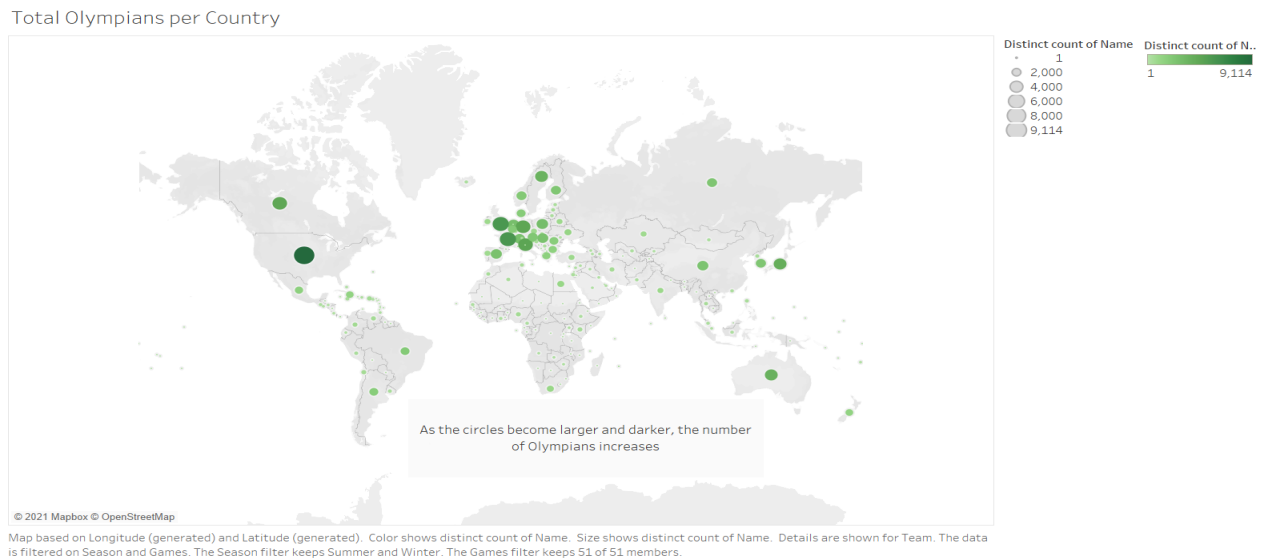 Total Olympians per Country
Distinct count of Name
1
2,000
4,000
6,000
8,000
9,114
Distinct count of N..
1 9,114
As the circles become larger and darker, the number
of Olympians increases
© 2021 Mapbox © OpenStreetMap
Map based on Longitude (generated) and Latitude (generated). Color shows distinct count of Name. Size shows distinct count of Name. Details are shown for Team. The data
is filtered on Season and Games. The Season filter keeps Summer and Winter. The Games filter keeps 51 of 51 members.